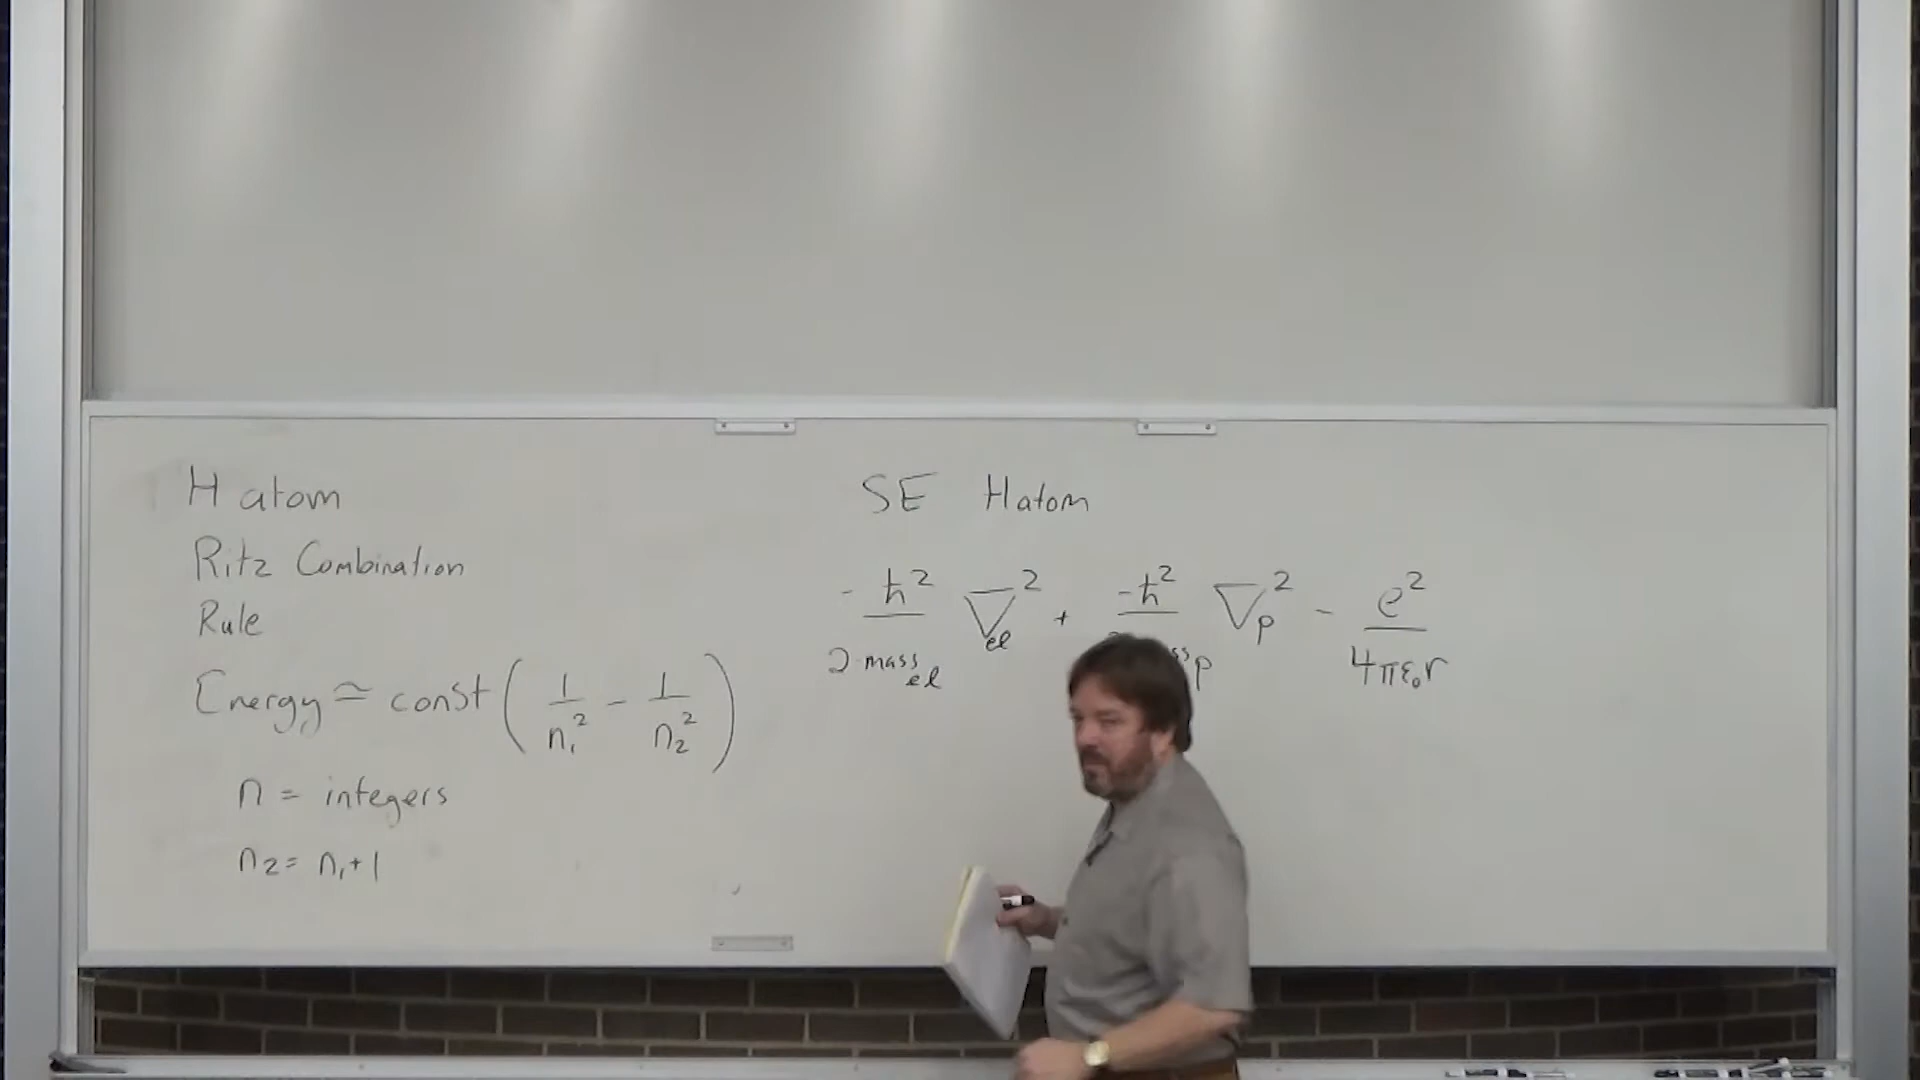 H atom
Ritz Combination
Rule
Energy ≃ const ( 1/n₁² − 1/n₂² )
n = integers
n₂ = n₁+1
SE H atom
-ħ²/2·mass_el ∇_el² + -ħ²/ss_p ∇_p² − e²/4πε₀r